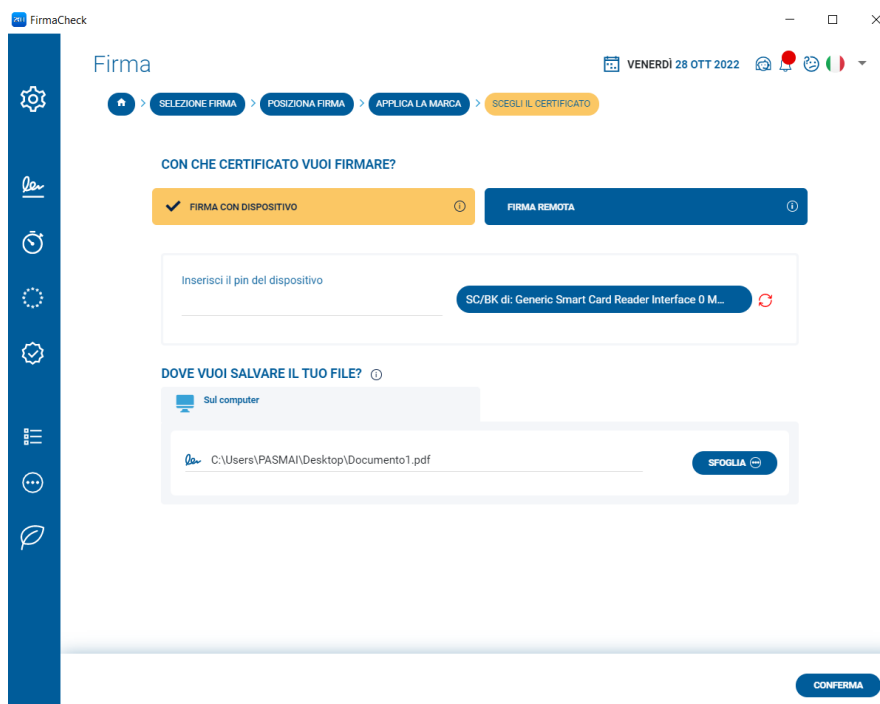 FirmaCheck
Firma
VENERDÌ 28 OTT 2022
> SELEZIONE FIRMA > POSIZIONA FIRMA > APPLICA LA MARCA > SCEGLI IL CERTIFICATO
CON CHE CERTIFICATO VUOI FIRMARE?
FIRMA CON DISPOSITIVO
FIRMA REMOTA
Inserisci il pin del dispositivo
SC/BK di: Generic Smart Card Reader Interface 0 M...
DOVE VUOI SALVARE IL TUO FILE?
Sul computer
C:\Users\PASMAI\Desktop\Documento1.pdf
SFOGLIA
CONFERMA